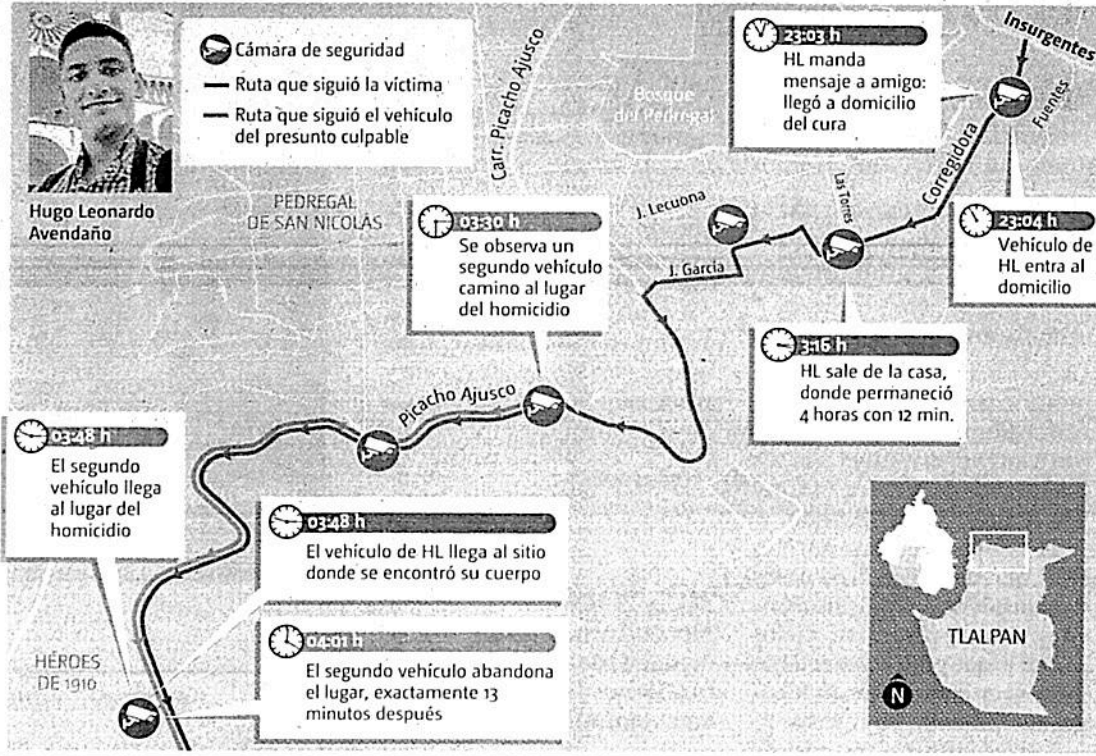 Hugo Leonardo
Avendaño
Cámara de seguridad
Ruta que siguió la víctima
Ruta que siguió el vehículo
del presunto culpable
Carr. Picacho Ajusco
Bosque
del Pedregal
PEDREGAL
DE SAN NICOLÁS
23:03 h
HL manda
mensaje a amigo:
llegó a domicilio
del cura
Insurgentes
Fuentes
Corregidora
23:04 h
Vehículo de
HL entra al
domicilio
Las Torres
J. Lecuona
J. García
3:16 h
HL sale de la casa,
donde permaneció
4 horas con 12 min.
03:30 h
Se observa un
segundo vehículo
camino al lugar
del homicidio
Picacho Ajusco
03:48 h
El segundo
vehículo llega
al lugar del
homicidio
03:48 h
El vehículo de HL llega al sitio
donde se encontró su cuerpo
04:01 h
El segundo vehículo abandona
el lugar, exactamente 13
minutos después
HÉROES
DE 1910
TLALPAN
N